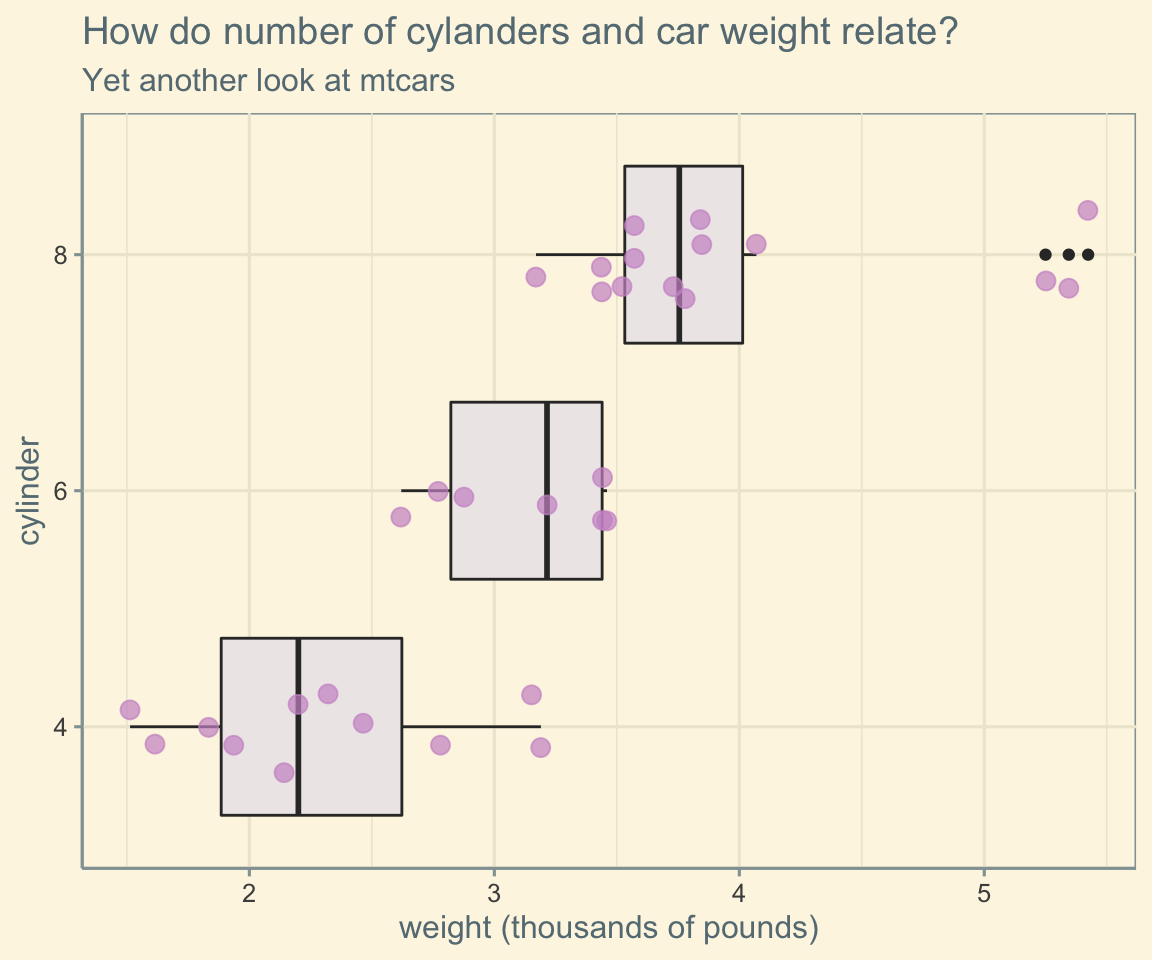 How do number of cylanders and car weight relate?
Yet another look at mtcars
8
6
4
cylinder
2 3 4 5
weight (thousands of pounds)